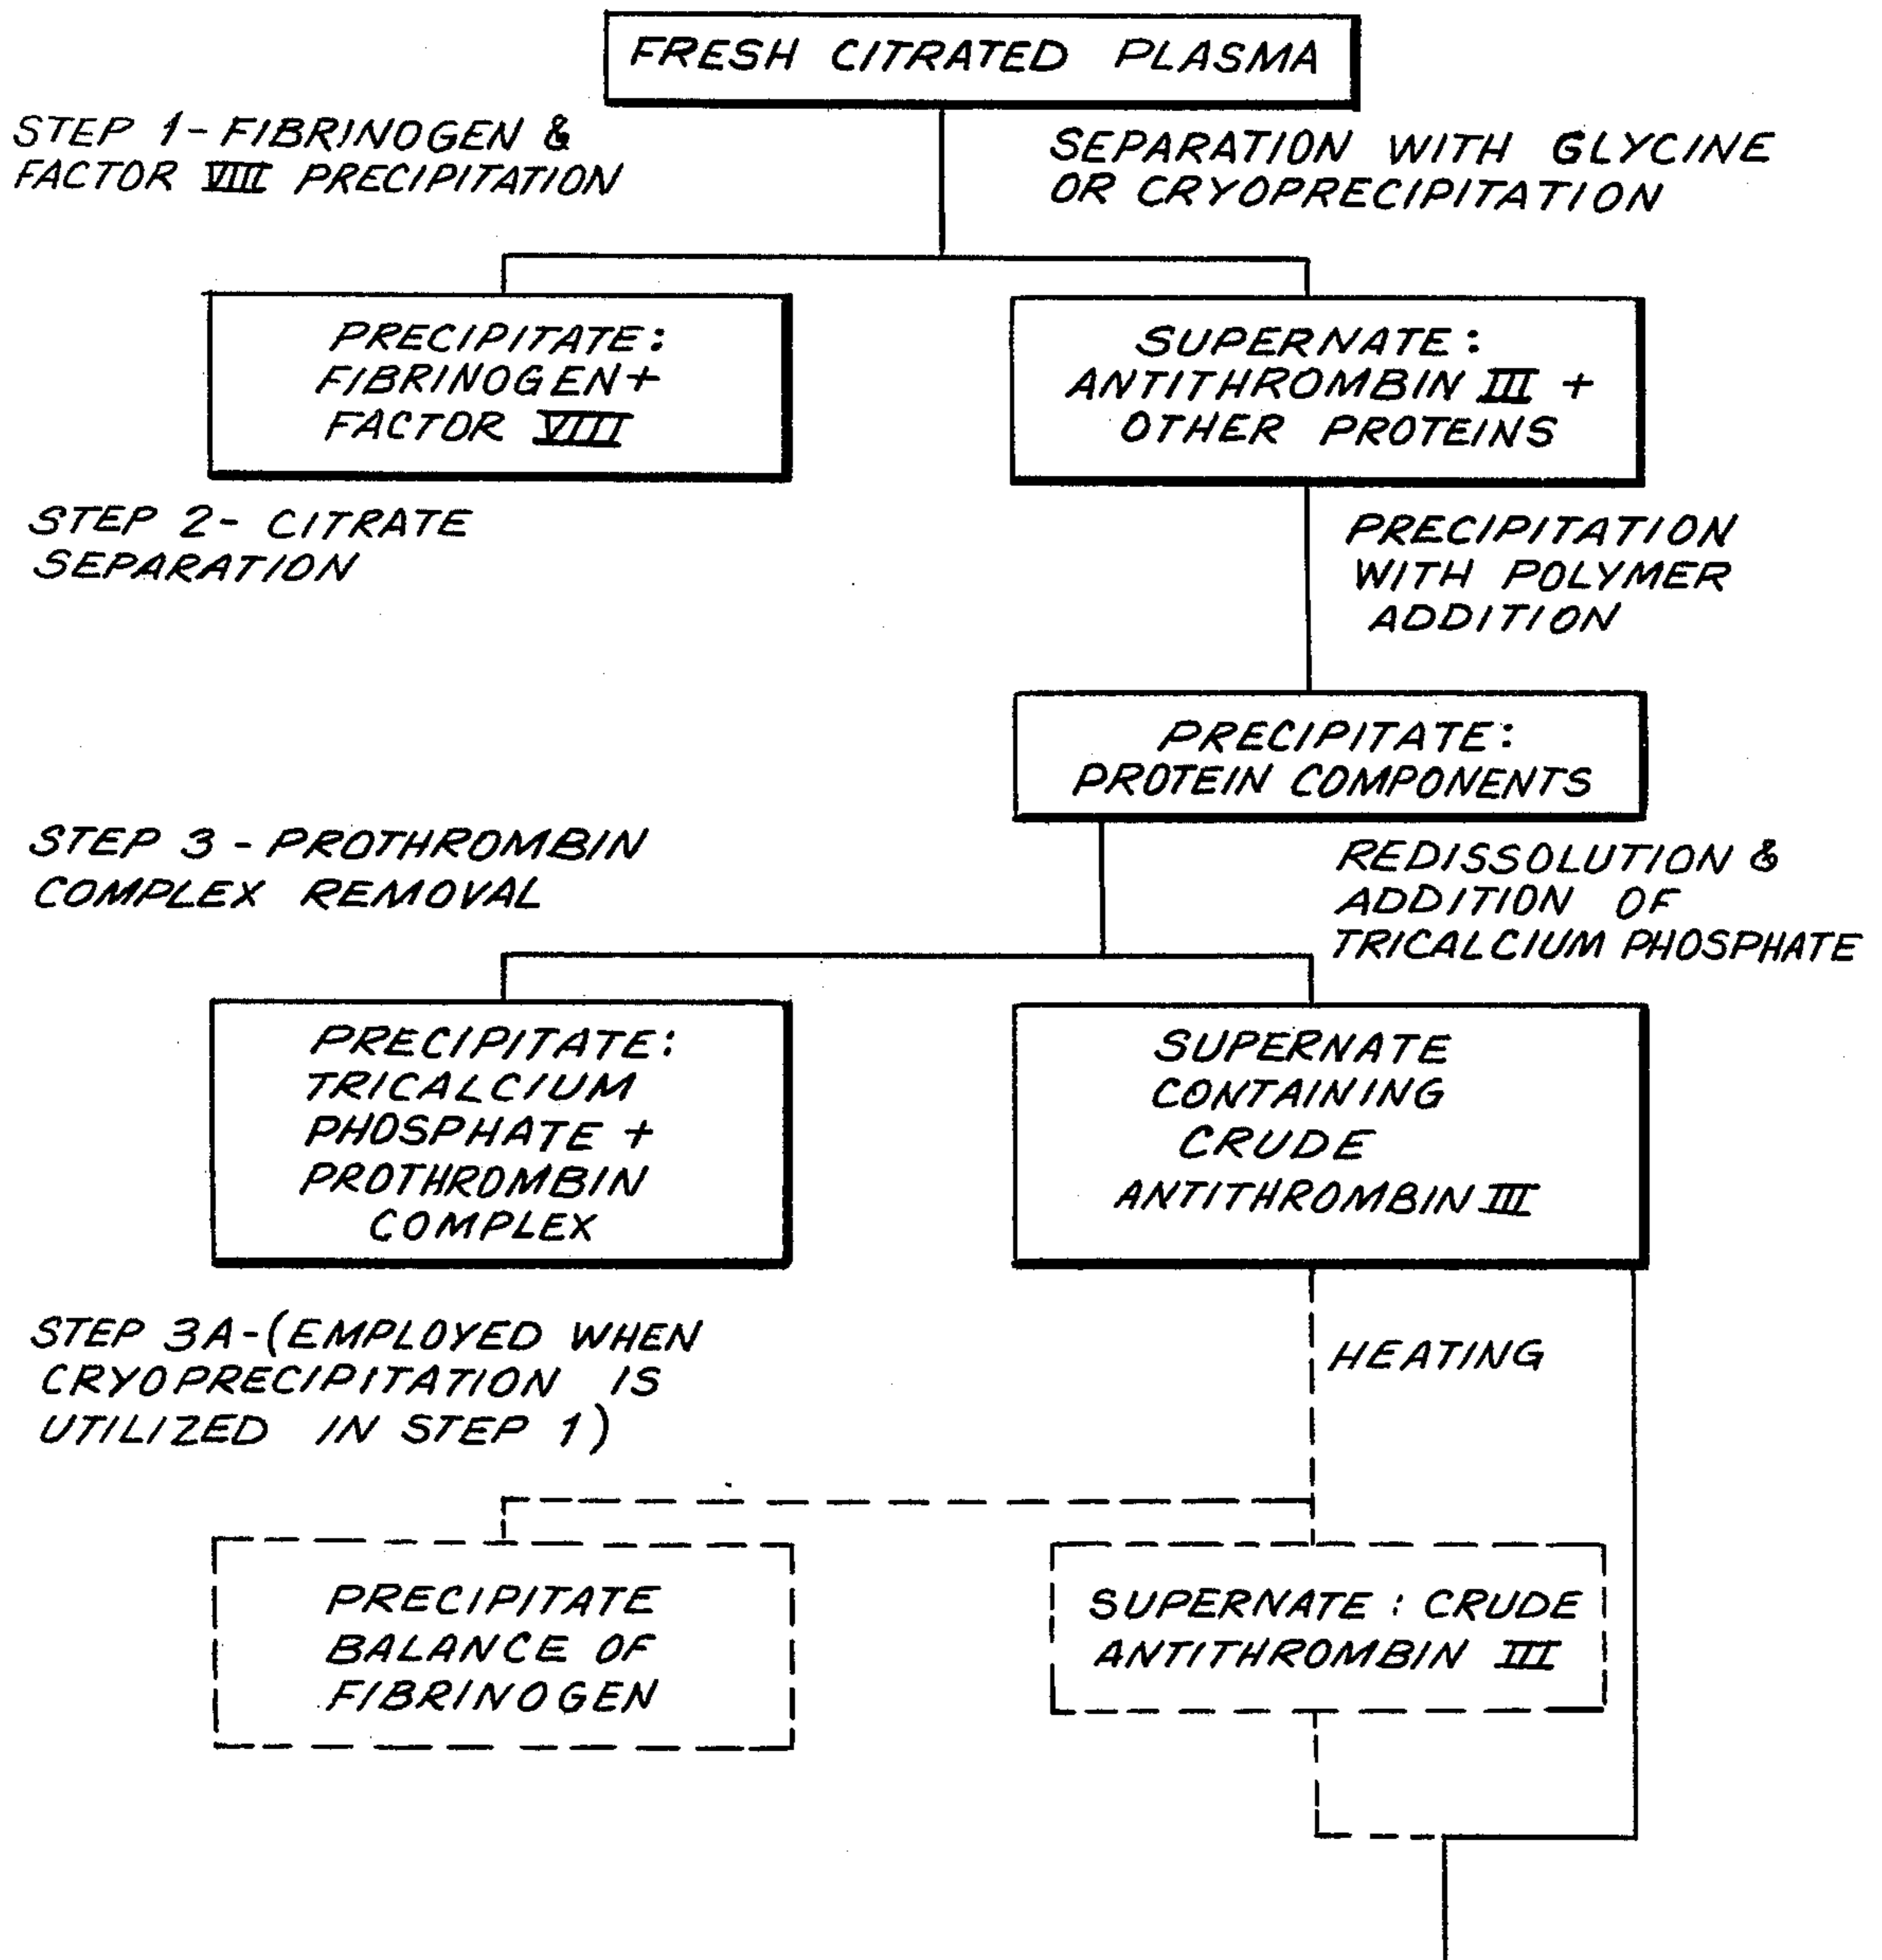 FRESH CITRATED PLASMA
STEP 1 - FIBRINOGEN &
FACTOR VIII PRECIPITATION
SEPARATION WITH GLYCINE
OR CRYOPRECIPITATION
PRECIPITATE:
FIBRINOGEN +
FACTOR VIII
SUPERNATE:
ANTITHROMBIN III +
OTHER PROTEINS
STEP 2 - CITRATE
SEPARATION
PRECIPITATION
WITH POLYMER
ADDITION
PRECIPITATE:
PROTEIN COMPONENTS
STEP 3 - PROTHROMBIN
COMPLEX REMOVAL
REDISSOLUTION &
ADDITION OF
TRICALCIUM PHOSPHATE
PRECIPITATE:
TRICALCIUM
PHOSPHATE +
PROTHROMBIN
COMPLEX
SUPERNATE
CONTAINING
CRUDE
ANTITHROMBIN III
STEP 3A - (EMPLOYED WHEN
CRYOPRECIPITATION IS
UTILIZED IN STEP 1)
HEATING
PRECIPITATE
BALANCE OF
FIBRINOGEN
SUPERNATE : CRUDE
ANTITHROMBIN III